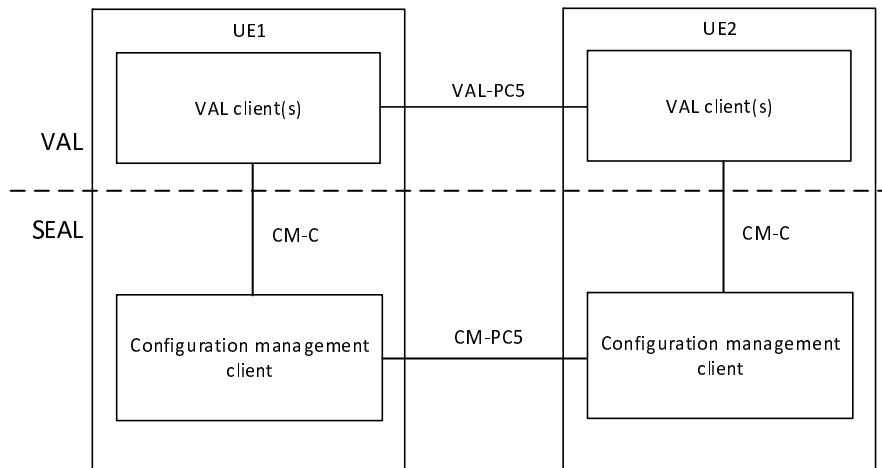 UE1
UE2
VAL client(s)
VAL-PC5
VAL client(s)
VAL
SEAL
CM-C
CM-C
Configuration management
client
CM-PC5
Configuration management
client